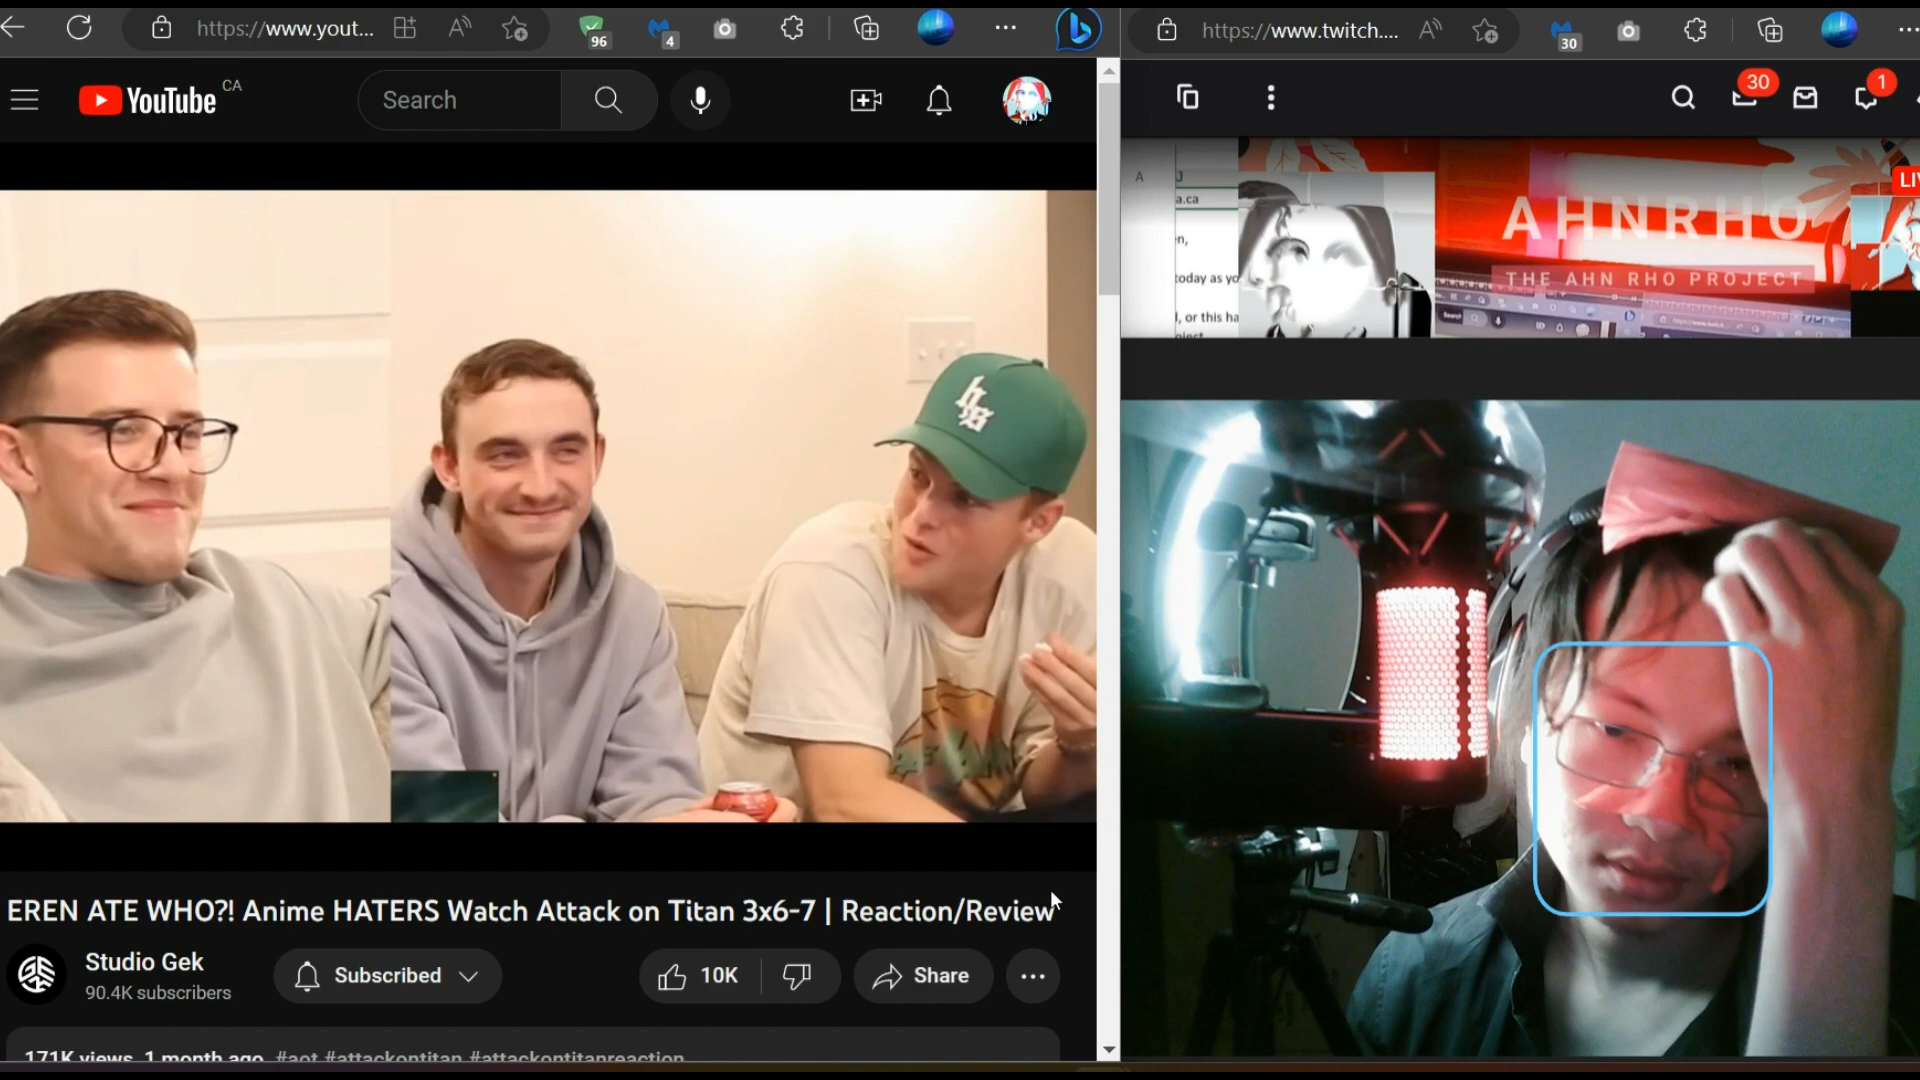 https://www.yout...
96
4
https://www.twitch....
30
YouTube CA
Search
30
1
A
J
a.ca
n,
today as yo
l, or this ha
AHNRHO
THE AHN RHO PROJECT
LIV
hs
EREN ATE WHO?! Anime HATERS Watch Attack on Titan 3x6-7 | Reaction/Review
Studio Gek
90.4K subscribers
Subscribed
10K
Share
171K views 1 month ago #aot #attackontitan #attackontitanreaction